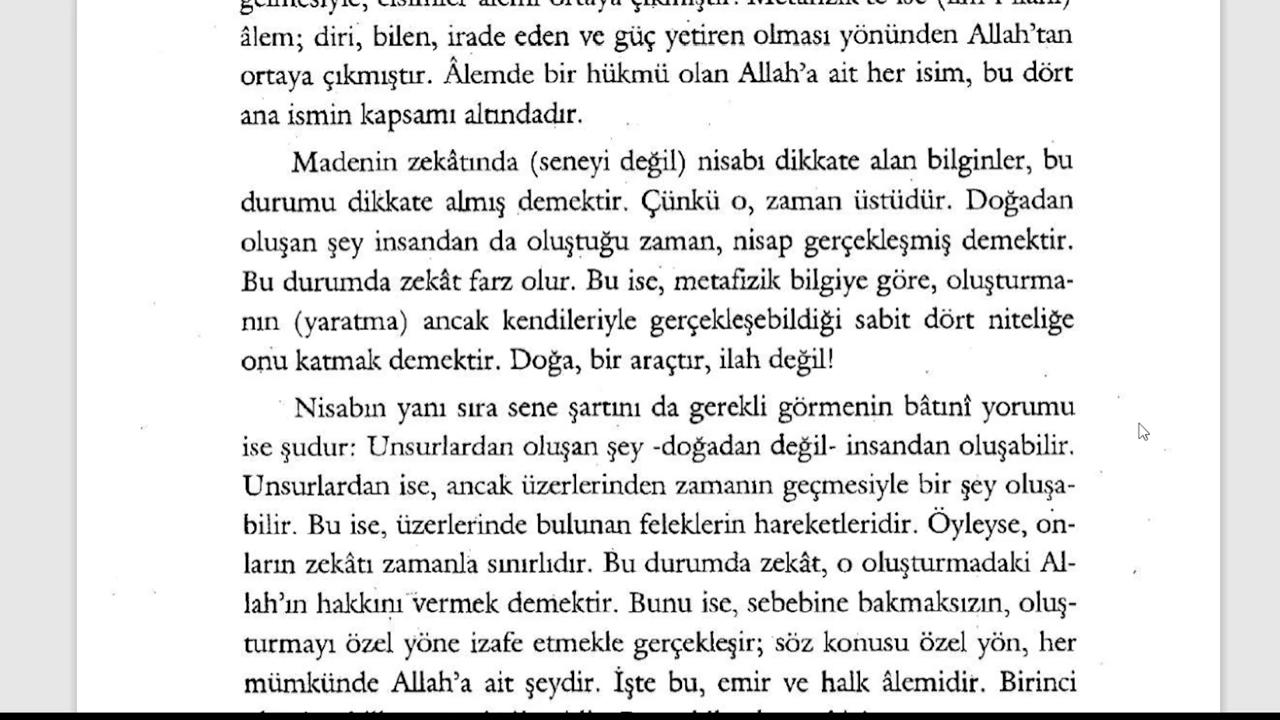 âlem; diri, bilen, irade eden ve güç yetiren olması yönünden Allah'tan
ortaya çıkmıştır. Âlemde bir hükmü olan Allah'a ait her isim, bu dört
ana ismin kapsamı altındadır.
Madenin zekâtında (seneyi değil) nisabı dikkate alan bilginler, bu
durumu dikkate almış demektir. Çünkü o, zaman üstüdür. Doğadan
oluşan şey insandan da oluştuğu zaman, nisap gerçekleşmiş demektir.
Bu durumda zekât farz olur. Bu ise, metafizik bilgiye göre, oluşturma-
nın (yaratma) ancak kendileriyle gerçekleşebildiği sabit dört niteliğe
onu katmak demektir. Doğa, bir araçtır, ilah değil!
Nisabın yanı sıra sene şartını da gerekli görmenin bâtınî yorumu
ise şudur: Unsurlardan oluşan şey -doğadan değil- insandan oluşabilir.
Unsurlardan ise, ancak üzerlerinden zamanın geçmesiyle bir şey oluşa-
bilir. Bu ise, üzerlerinde bulunan feleklerin hareketleridir. Öyleyse, on-
ların zekâtı zamanla sınırlıdır. Bu durumda zekât, o oluşturmadaki Al-
lah'ın hakkını vermek demektir. Bunu ise, sebebine bakmaksızın, oluş-
turmayı özel yöne izafe etmekle gerçekleşir; söz konusu özel yön, her
mümkünde Allah'a ait şeydir. İşte bu, emir ve halk âlemidir. Birinci